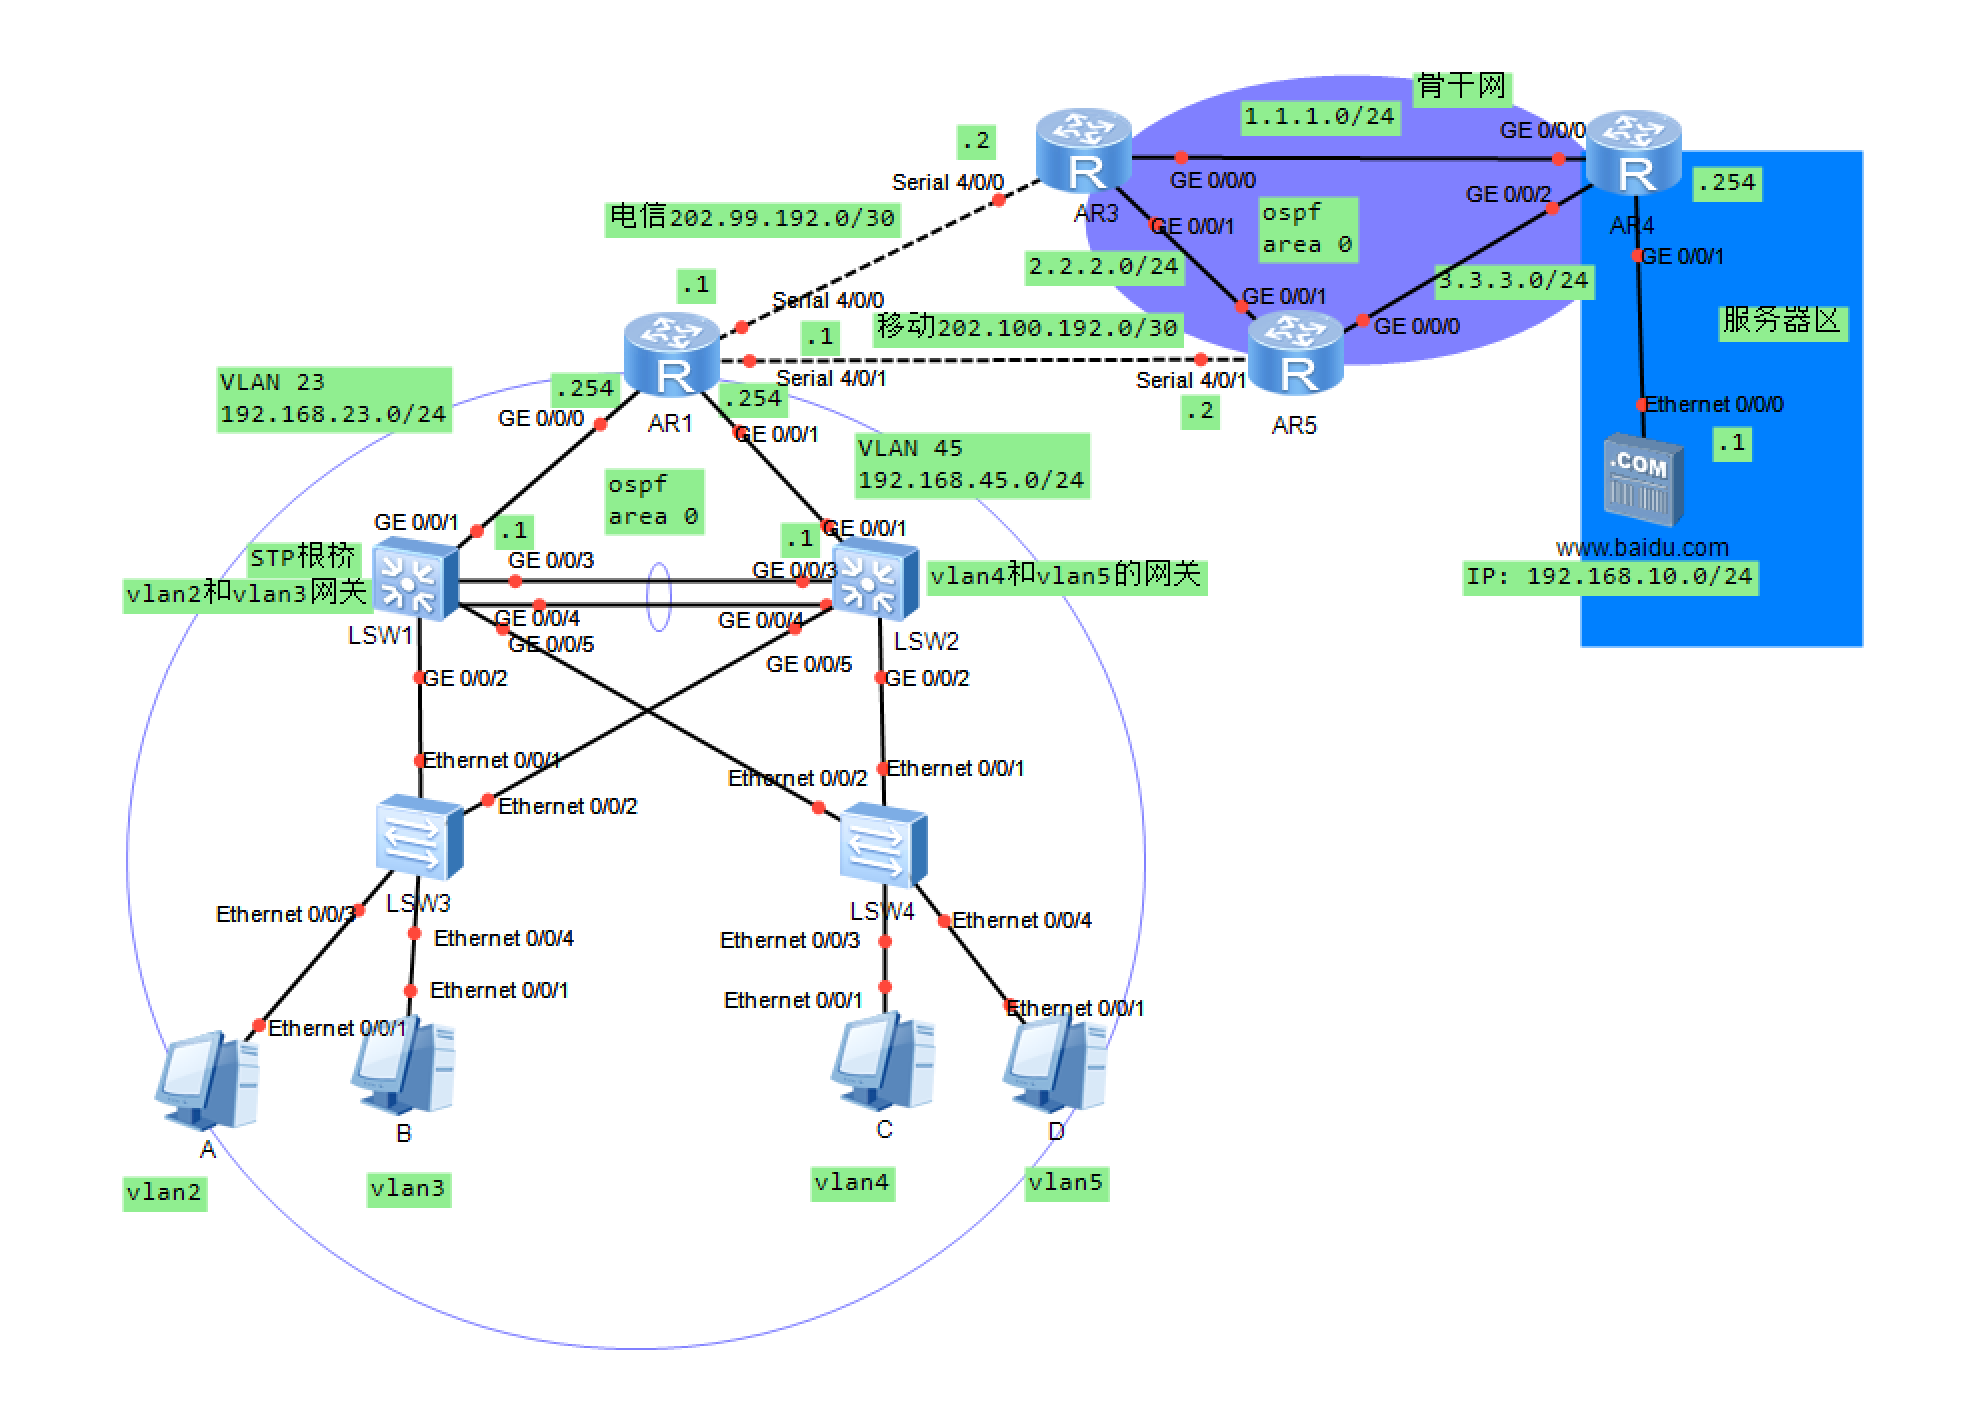 骨干网
1.1.1.0/24
GE 0/0/0
.2
Serial 4/0/0
GE 0/0/0
R
R
AR3
AR4
.254
GE 0/0/2
电信202.99.192.0/30
ospf
area 0
GE 0/0/1
GE 0/0/1
2.2.2.0/24
3.3.3.0/24
.1
Serial 4/0/0
GE 0/0/1
GE 0/0/0
服务器区
.1
移动202.100.192.0/30
R
R
Serial 4/0/1
Serial 4/0/1
.2
AR5
Ethernet 0/0/0
.1
.COM
www.baidu.com
IP: 192.168.10.0/24
VLAN 23
192.168.23.0/24
.254
.254
GE 0/0/0
AR1
GE 0/0/1
VLAN 45
192.168.45.0/24
ospf
area 0
GE 0/0/1
.1
.1
GE 0/0/1
STP根桥
vlan2和vlan3网关
GE 0/0/3
GE 0/0/3
vlan4和vlan5的网关
LSW1
GE 0/0/4
GE 0/0/4
GE 0/0/5
LSW2
GE 0/0/5
GE 0/0/2
GE 0/0/2
Ethernet 0/0/1
Ethernet 0/0/2
Ethernet 0/0/2
Ethernet 0/0/1
LSW3
LSW4
Ethernet 0/0/3
Ethernet 0/0/4
Ethernet 0/0/3
Ethernet 0/0/4
Ethernet 0/0/1
Ethernet 0/0/1
Ethernet 0/0/1
Ethernet 0/0/1
A
B
C
D
vlan2
vlan3
vlan4
vlan5